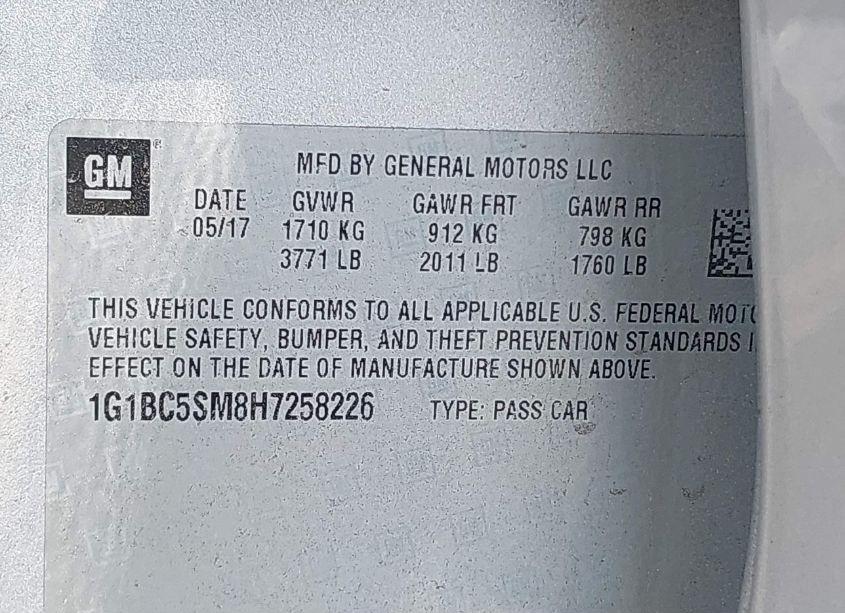 GM
MFD BY GENERAL MOTORS LLC
DATE GVWR GAWR FRT GAWR RR
05/17 1710 KG 912 KG 798 KG
3771 LB 2011 LB 1760 LB
THIS VEHICLE CONFORMS TO ALL APPLICABLE U.S. FEDERAL
VEHICLE SAFETY, BUMPER, AND THEFT PREVENTION STANDARDS
EFFECT ON THE DATE OF MANUFACTURE SHOWN ABOVE.
1G1BC5SM8H7258226 TYPE: PASS CAR